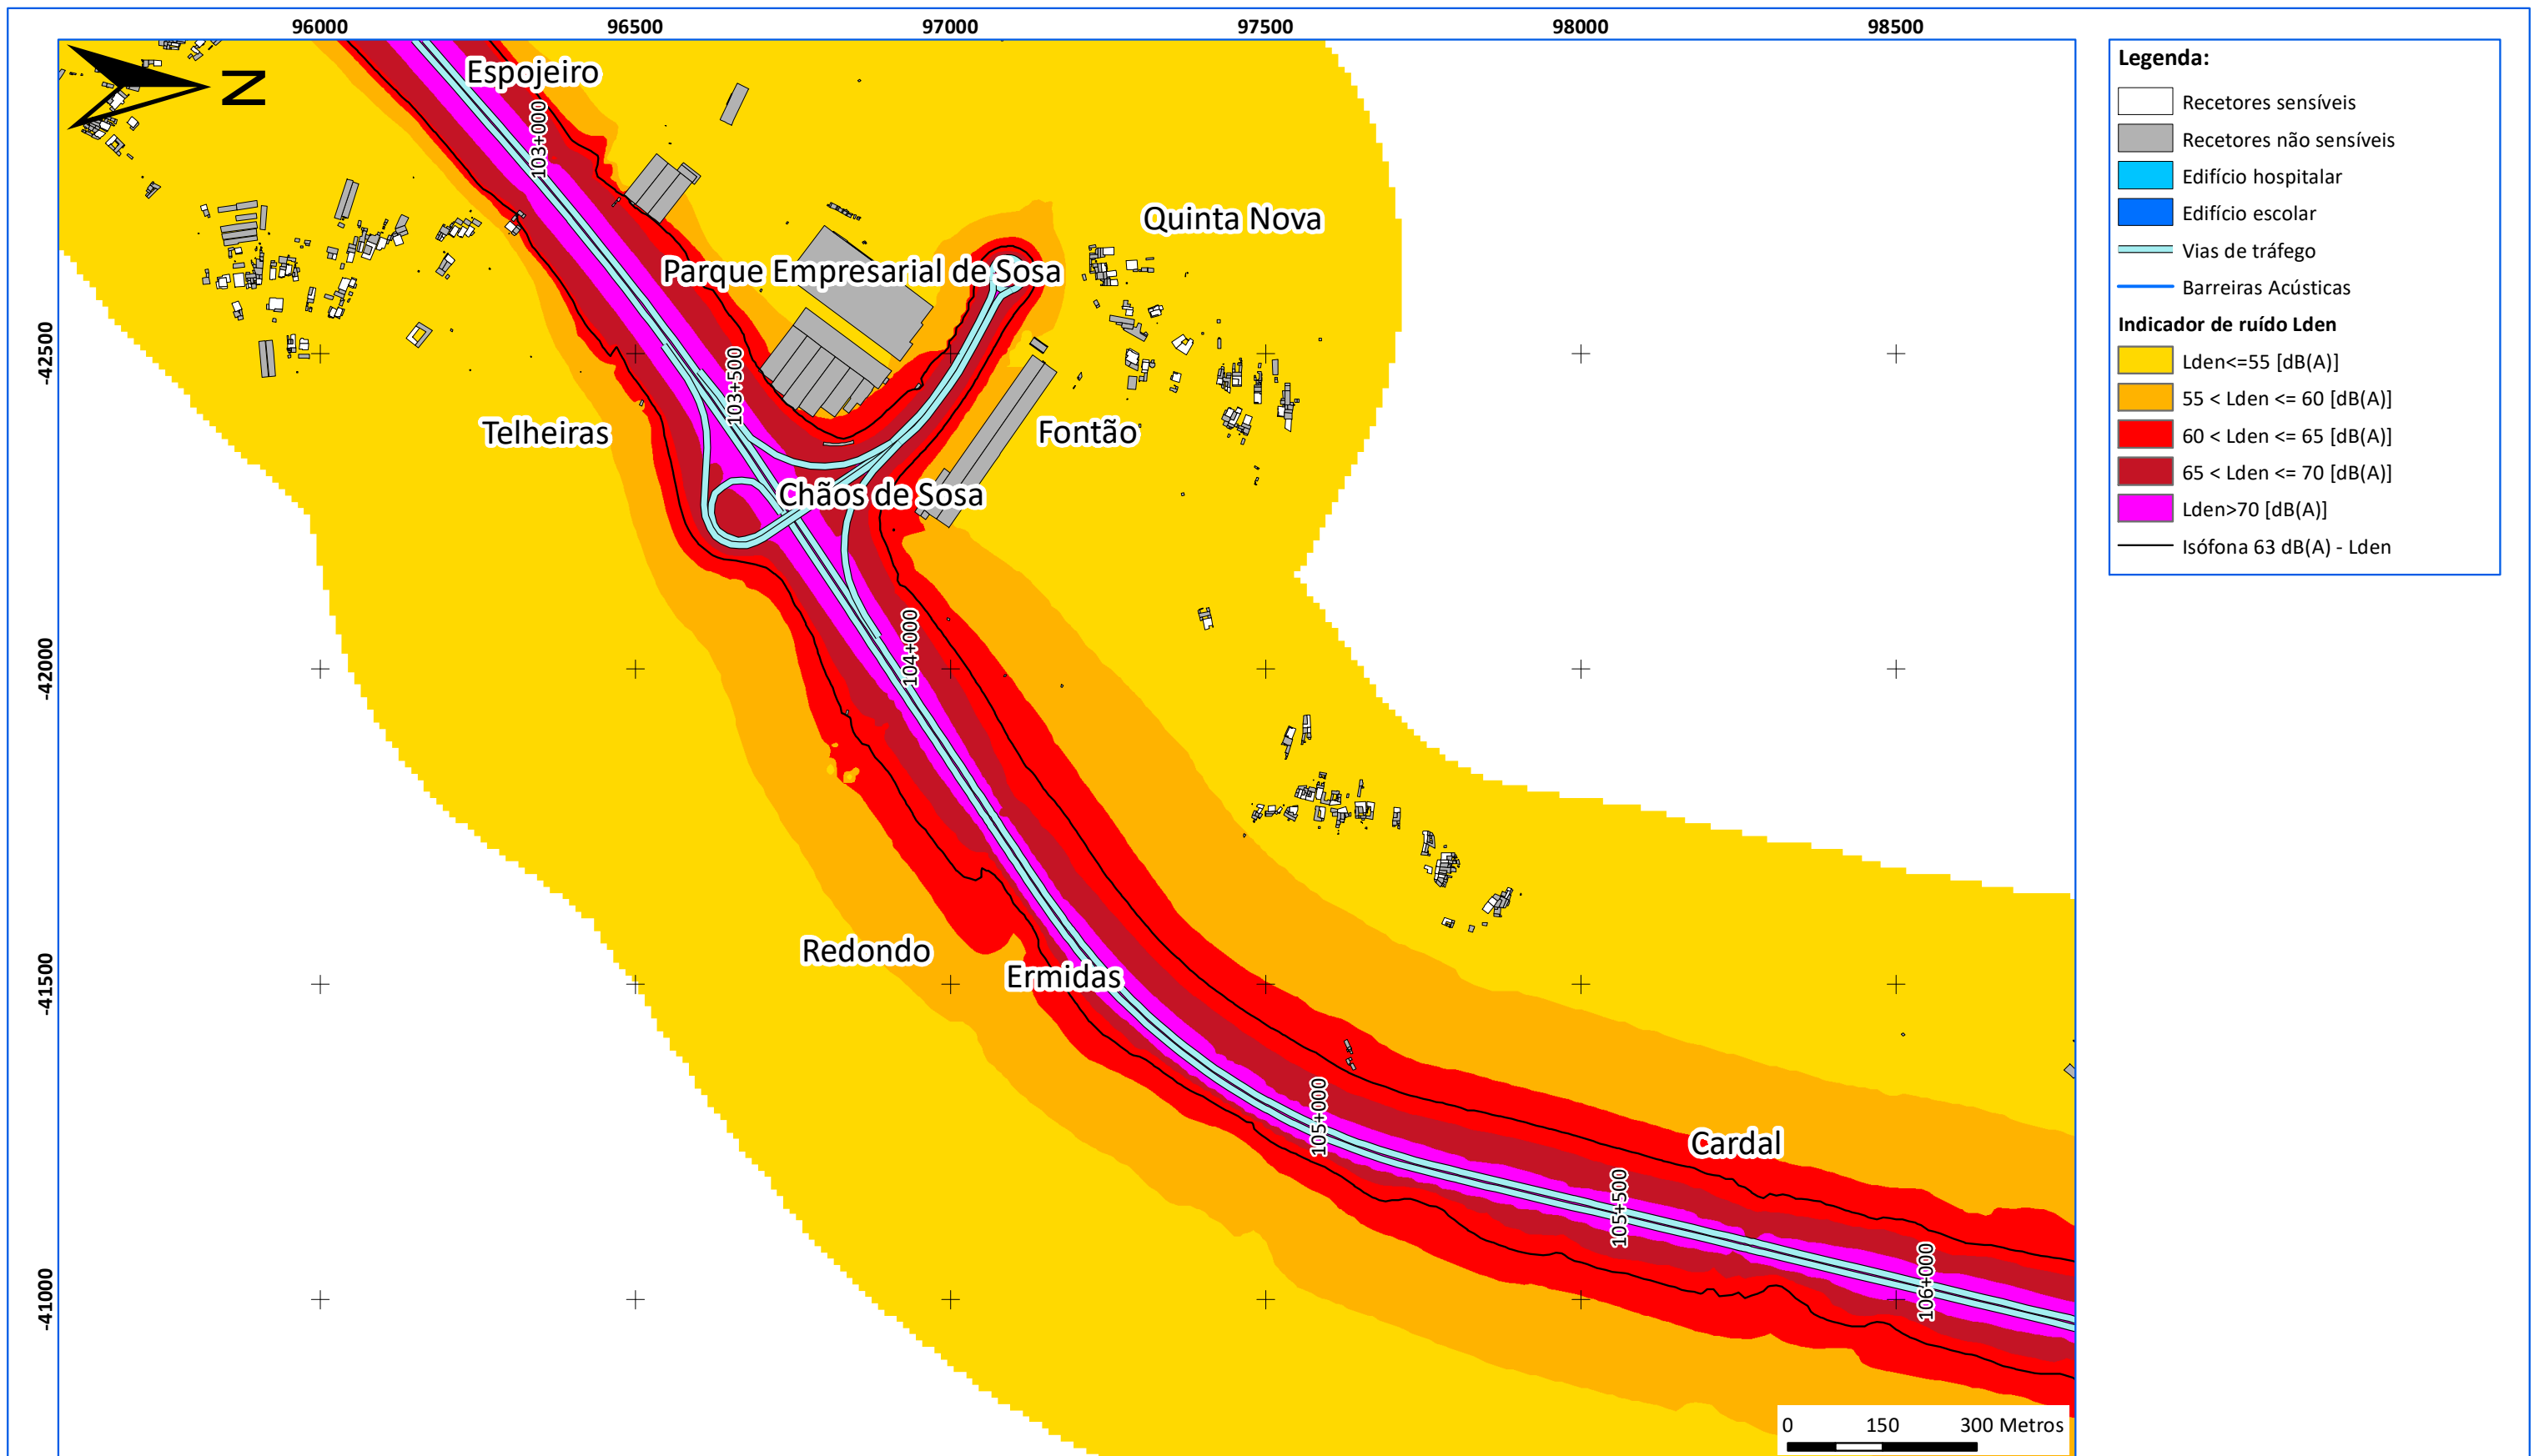 96000 96500 97000 97500 98000 98500
-42500
-42000
-41500
-41000
N
Espojeiro
103+000
Quinta Nova
Parque Empresarial de Sosa
103+500
Telheiras
Fontão
Chãos de Sosa
104+000
Redondo
Ermidas
105+000
Cardal
105+500
106+000
0 150 300 Metros
Legenda:
Recetores sensíveis
Recetores não sensíveis
Edifício hospitalar
Edifício escolar
Vias de tráfego
Barreiras Acústicas
Indicador de ruído Lden
Lden<=55 [dB(A)]
55 < Lden <= 60 [dB(A)]
60 < Lden <= 65 [dB(A)]
65 < Lden <= 70 [dB(A)]
Lden>70 [dB(A)]
Isófona 63 dB(A) - Lden